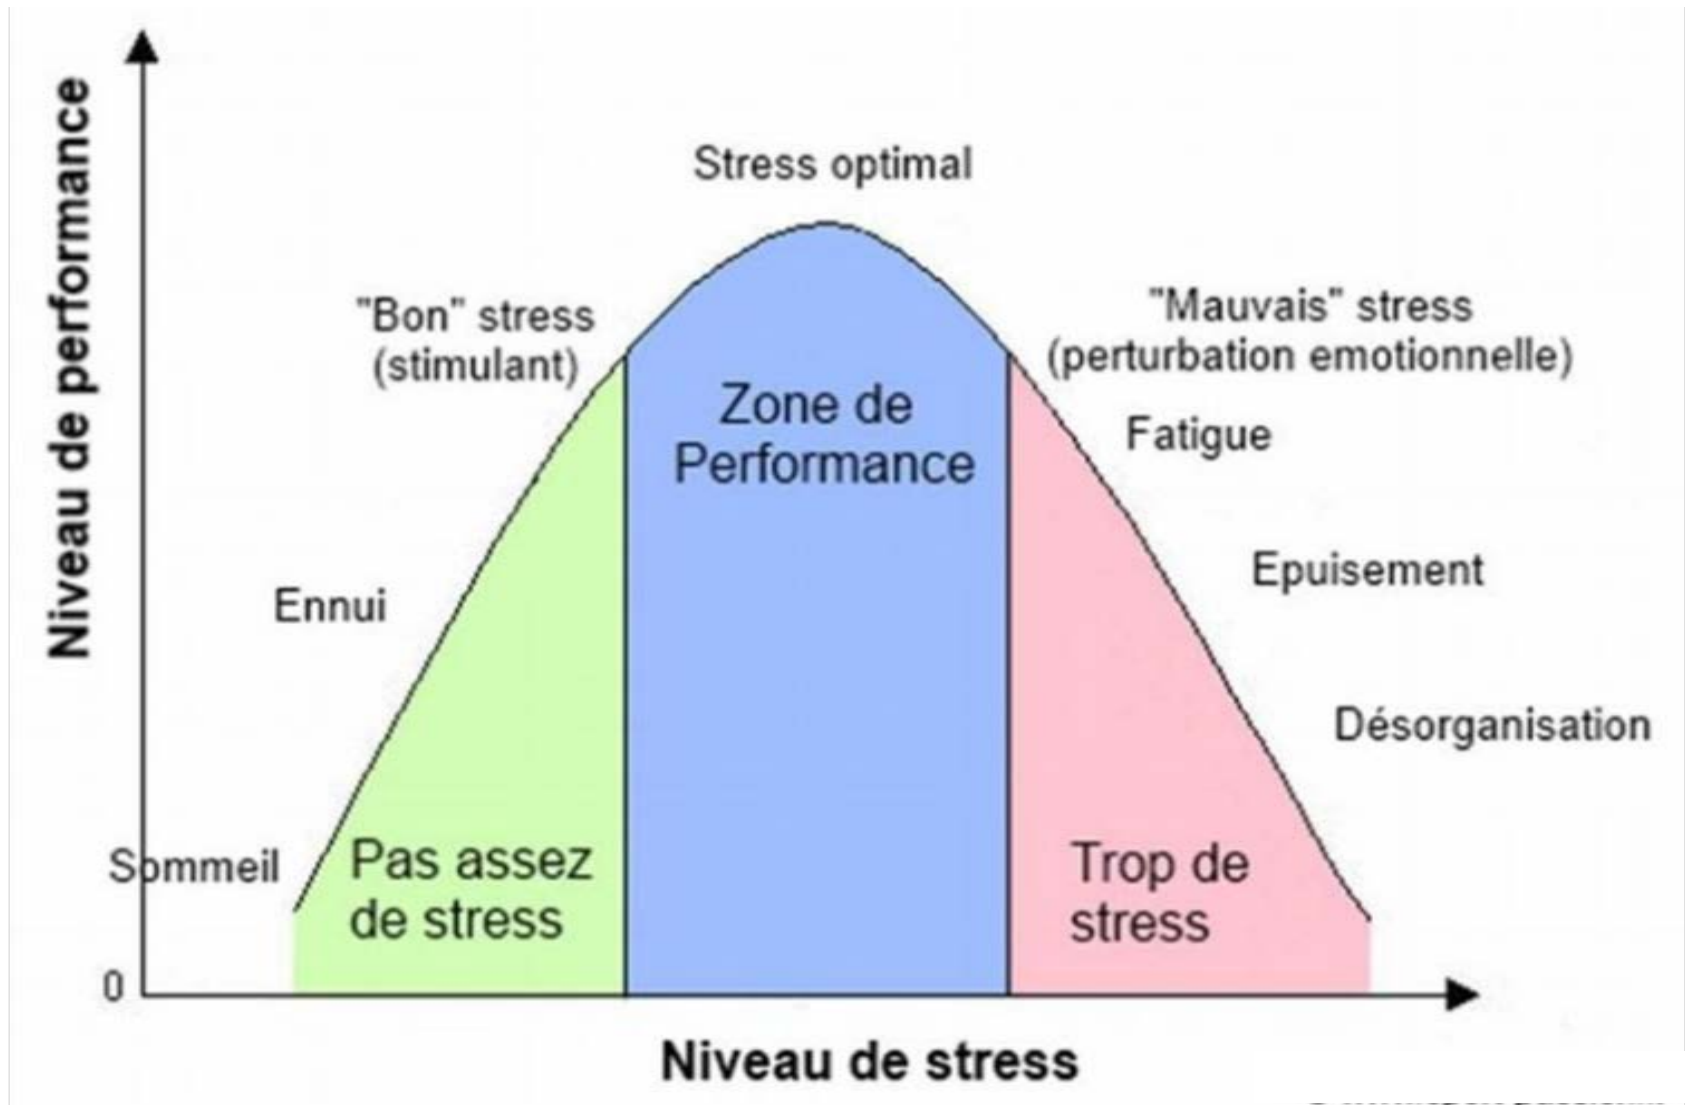 Niveau de performance
Stress optimal
"Bon" stress
(stimulant)
"Mauvais" stress
(perturbation emotionnelle)
Zone de
Performance
Fatigue
Ennui
Epuisement
Désorganisation
Sommeil
Pas assez
de stress
Trop de
stress
0
Niveau de stress